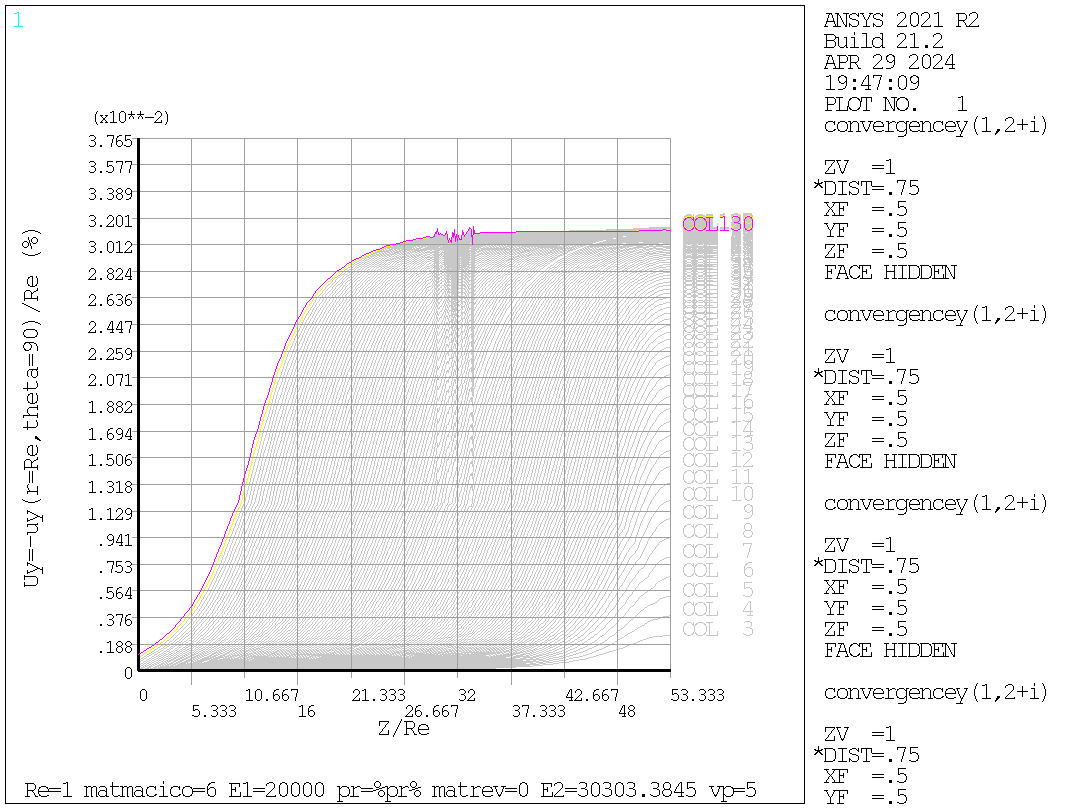 1
ANSYS 2021 R2
Build 21.2
APR 29 2024
19:47:09
PLOT NO. 1
convergencey(1,2+i)
ZV =1
*DIST=.75
XF =.5
YF =.5
ZF =.5
FACE HIDDEN
convergencey(1,2+i)
ZV =1
*DIST=.75
XF =.5
YF =.5
ZF =.5
FACE HIDDEN
convergencey(1,2+i)
ZV =1
*DIST=.75
XF =.5
YF =.5
ZF =.5
FACE HIDDEN
convergencey(1,2+i)
ZV =1
*DIST=.75
XF =.5
YF =.5
(x10**-2)
3.765
3.577
3.389
3.201
3.012
2.824
2.636
2.447
2.259
2.071
1.882
1.694
1.506
1.318
1.129
.941
.753
.564
.376
.188
0
Uy=-uy(r=Re,theta=90)/Re (%)
COL130
COL 12
COL 11
COL 10
COL 9
COL 8
COL 7
COL 6
COL 5
COL 4
COL 3
0
5.333
10.667
16
21.333
26.667
32
37.333
42.667
48
53.333
Z/Re
Re=1 matmacico=6 E1=20000 pr=%pr% matrev=0 E2=30303.3845 vp=5